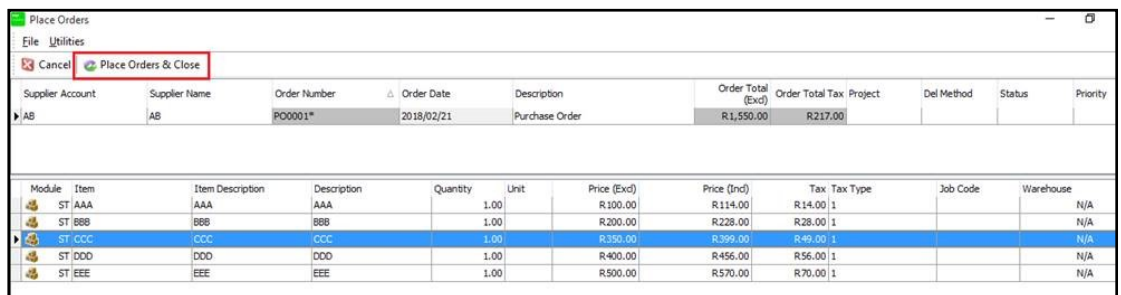 Place Orders
File Utilities
Cancel Place Orders & Close
Supplier Account Supplier Name Order Number Order Date Description Order Total (Excl) Order Total Tax Project Del Method Status Priority
AB AB PO0001* 2018/02/21 Purchase Order R1,550.00 R217.00
Module Item Item Description Description Quantity Unit Price (Excl) Price (Incl) Tax Tax Type Job Code Warehouse
ST AAA AAA AAA 1.00 R100.00 R114.00 R14.00 1 N/A
ST BBB BBB BBB 1.00 R200.00 R228.00 R28.00 1 N/A
ST CCC CCC CCC 1.00 R350.00 R399.00 R49.00 1 N/A
ST DDD DDD DDD 1.00 R400.00 R456.00 R56.00 1 N/A
ST EEE EEE EEE 1.00 R500.00 R570.00 R70.00 1 N/A